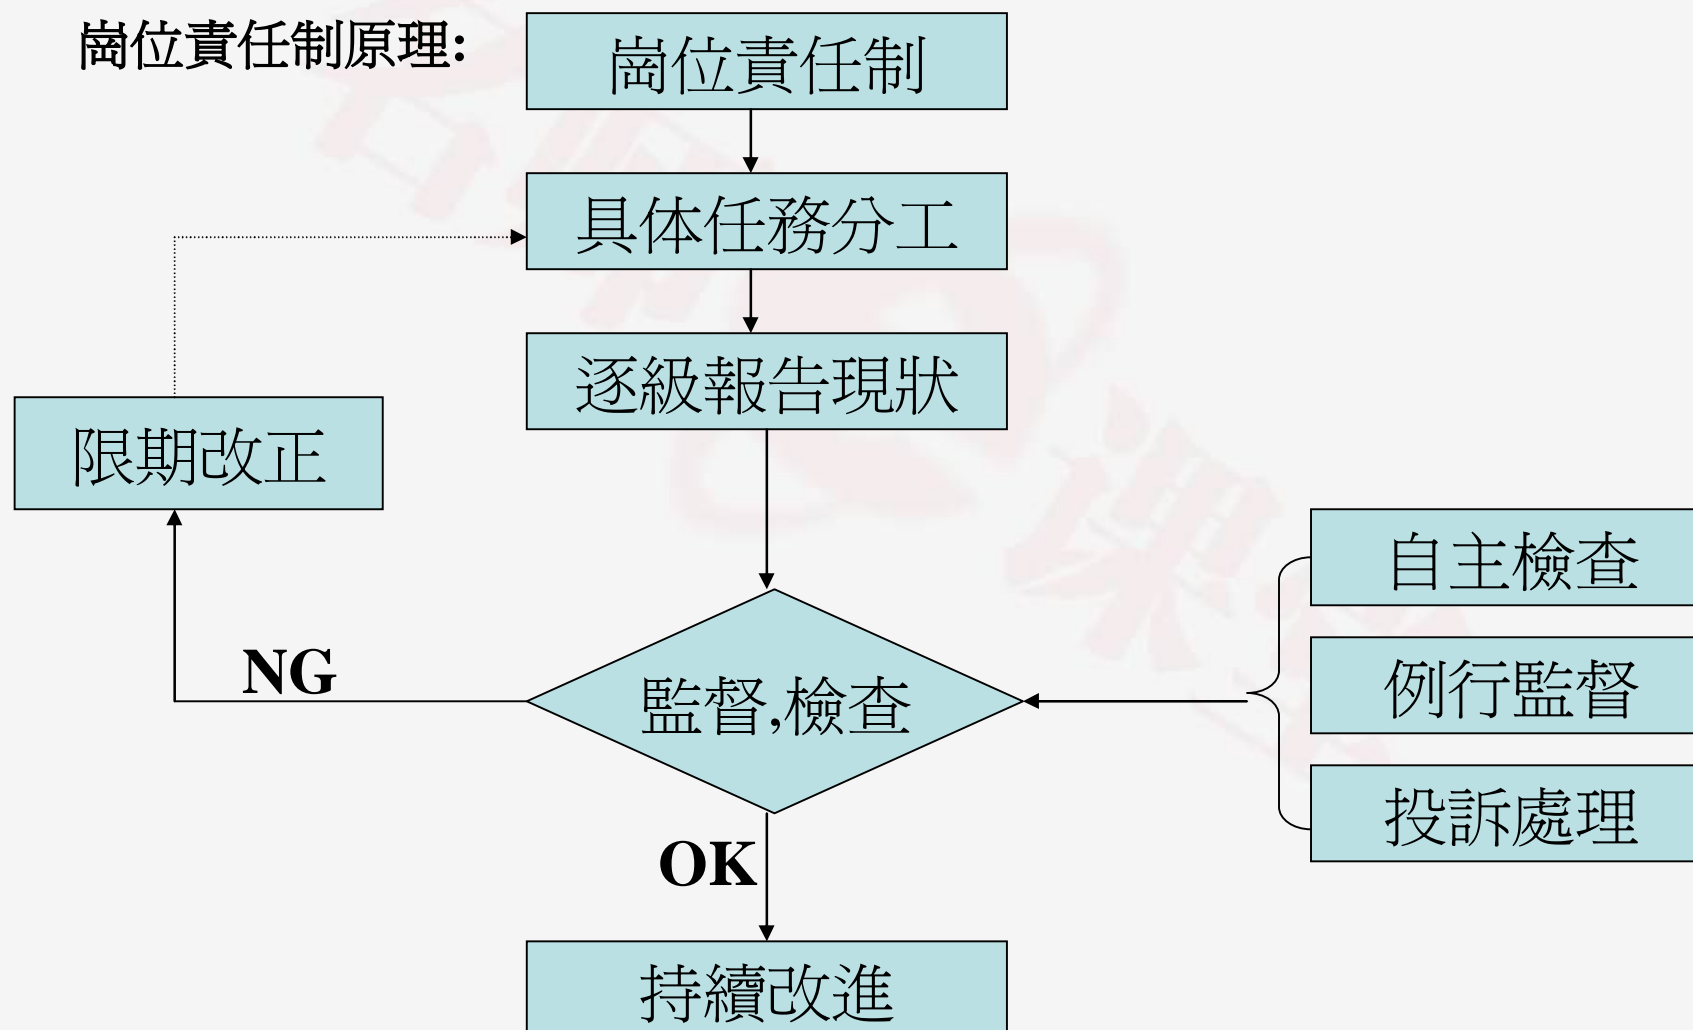 崗位責任制原理:
崗位責任制
具体任務分工
逐級報告現狀
限期改正
自主檢查
例行監督
投訴處理
NG
監督,檢查
OK
持續改進